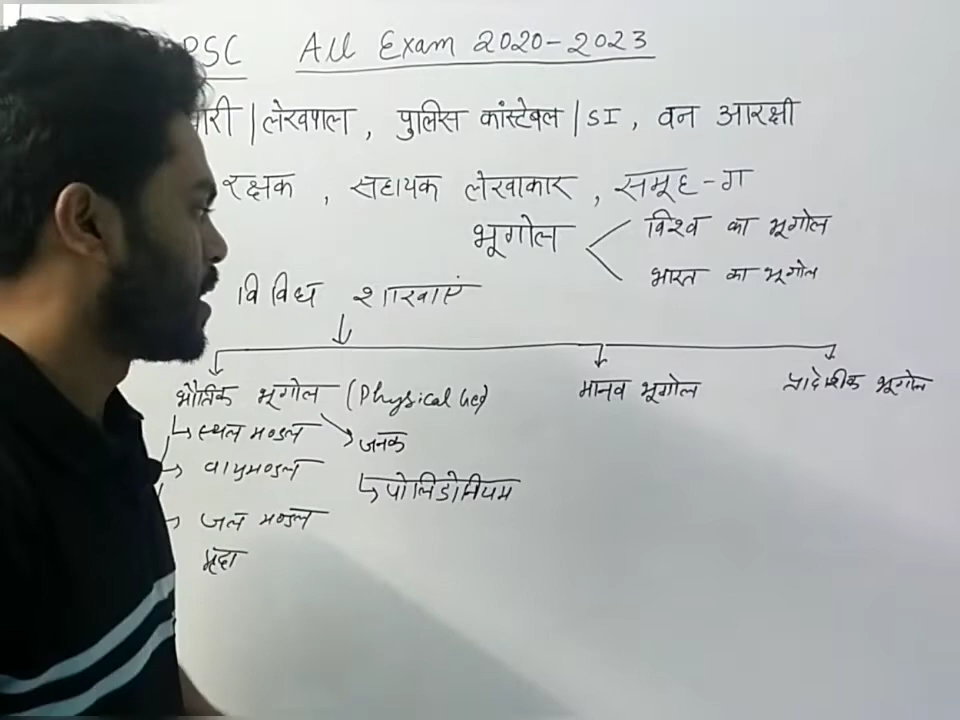 PSC All Exam 2020-2023
री | लेखपाल , पुलिस कांस्टेबल | SI , वन आरक्षी
रक्षक , सहायक लेखाकार , समूह-ग
भूगोल
विश्व का भूगोल
भारत का भूगोल
विविध शाखाएं
भौतिक भूगोल (Physical Geo)
मानव भूगोल
प्रादेशीक भूगोल
स्थल मण्डल
जनक
वायुमण्डल
पोलिडोनियम
जल मण्डल
मृदा